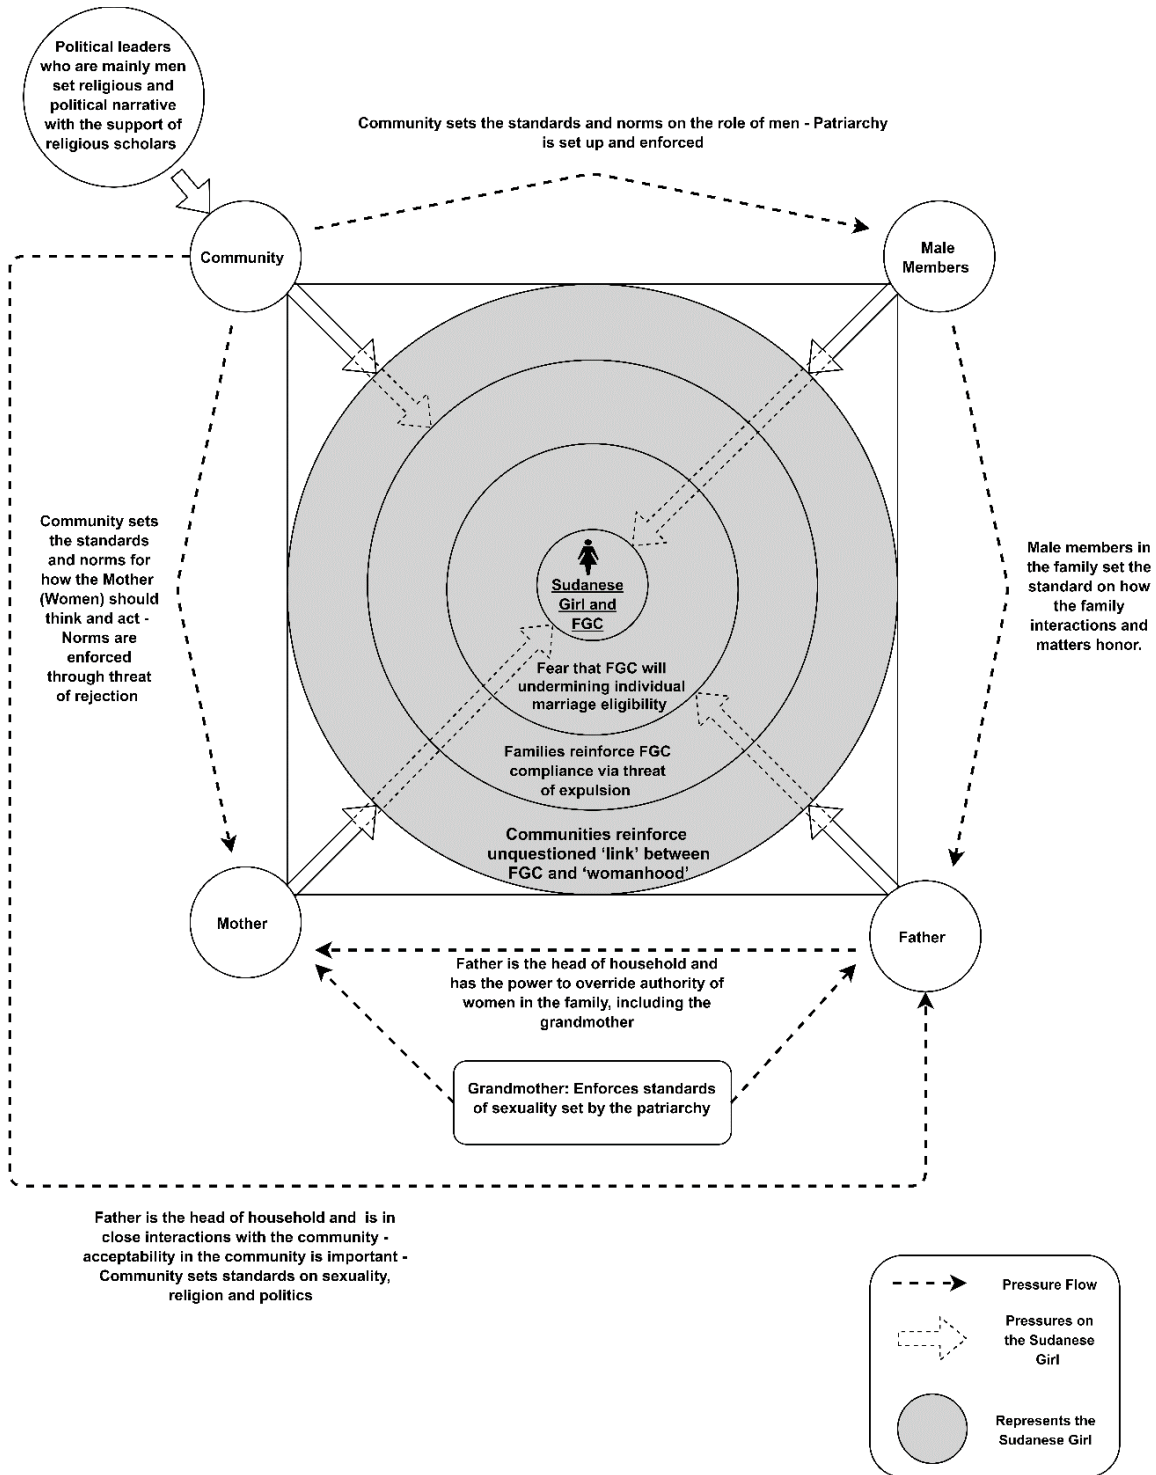 Political leaders
who are mainly men
set religious and
political narrative
with the support of
religious scholars
Community sets the standards and norms on the role of men - Patriarchy
is set up and enforced
Community
Male
Members
Community sets
the standards
and norms for
how the Mother
(Women) should
think and act -
Norms are
enforced
through threat
of rejection
Sudanese
Girl and
FGC
Fear that FGC will
undermining individual
marriage eligibility
Families reinforce FGC
compliance via threat
of expulsion
Communities reinforce
unquestioned ‘link’ between
FGC and ‘womanhood’
Male members in
the family set the
standard on how
the family
interactions and
matters honor.
Mother
Father
Father is the head of household and
has the power to override authority of
women in the family, including the
grandmother
Grandmother: Enforces standards
of sexuality set by the patriarchy
Father is the head of household and  is in
close interactions with the community -
acceptability in the community is important -
Community sets standards on sexuality,
religion and politics
Pressure Flow
Pressures on
the Sudanese
Girl
Represents the
Sudanese Girl